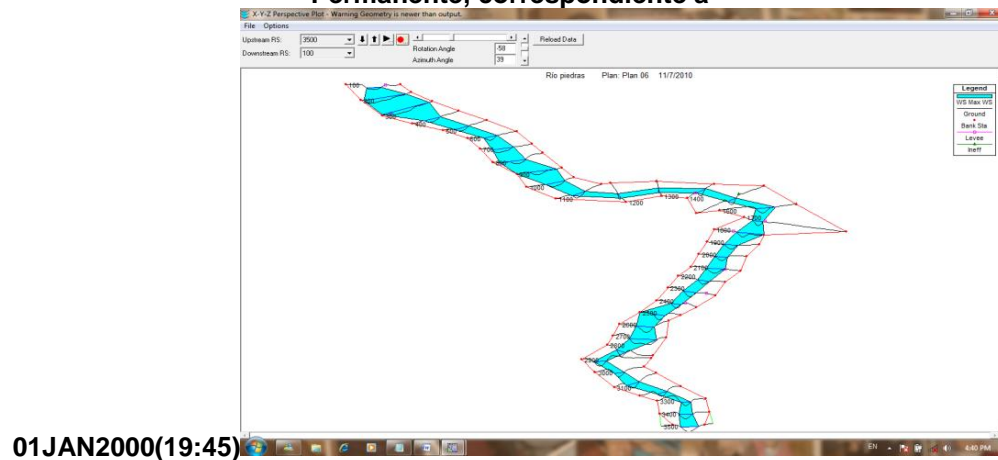 Permanente, correspondiente a
X-Y-Z Perspective Plot - Warning Geometry is newer than output.
File Options
Upstream RS: 3500
Downstream RS: 100
Rotation Angle -58
Azimuth Angle 39
Reload Data
Río piedras Plan: Plan 06 11/7/2010
Legend
WS Max WS
Ground
Bank Sta
Levee
Ineff
100
300
400
500
600
700
900
1000
1100
1200
1300
1400
1600
1700
1800
1900
2000
2100
2200
2300
2400
2600
2700
2800
3000
3100
3300
3400
3500
01JAN2000(19:45)
EN 4:40 PM